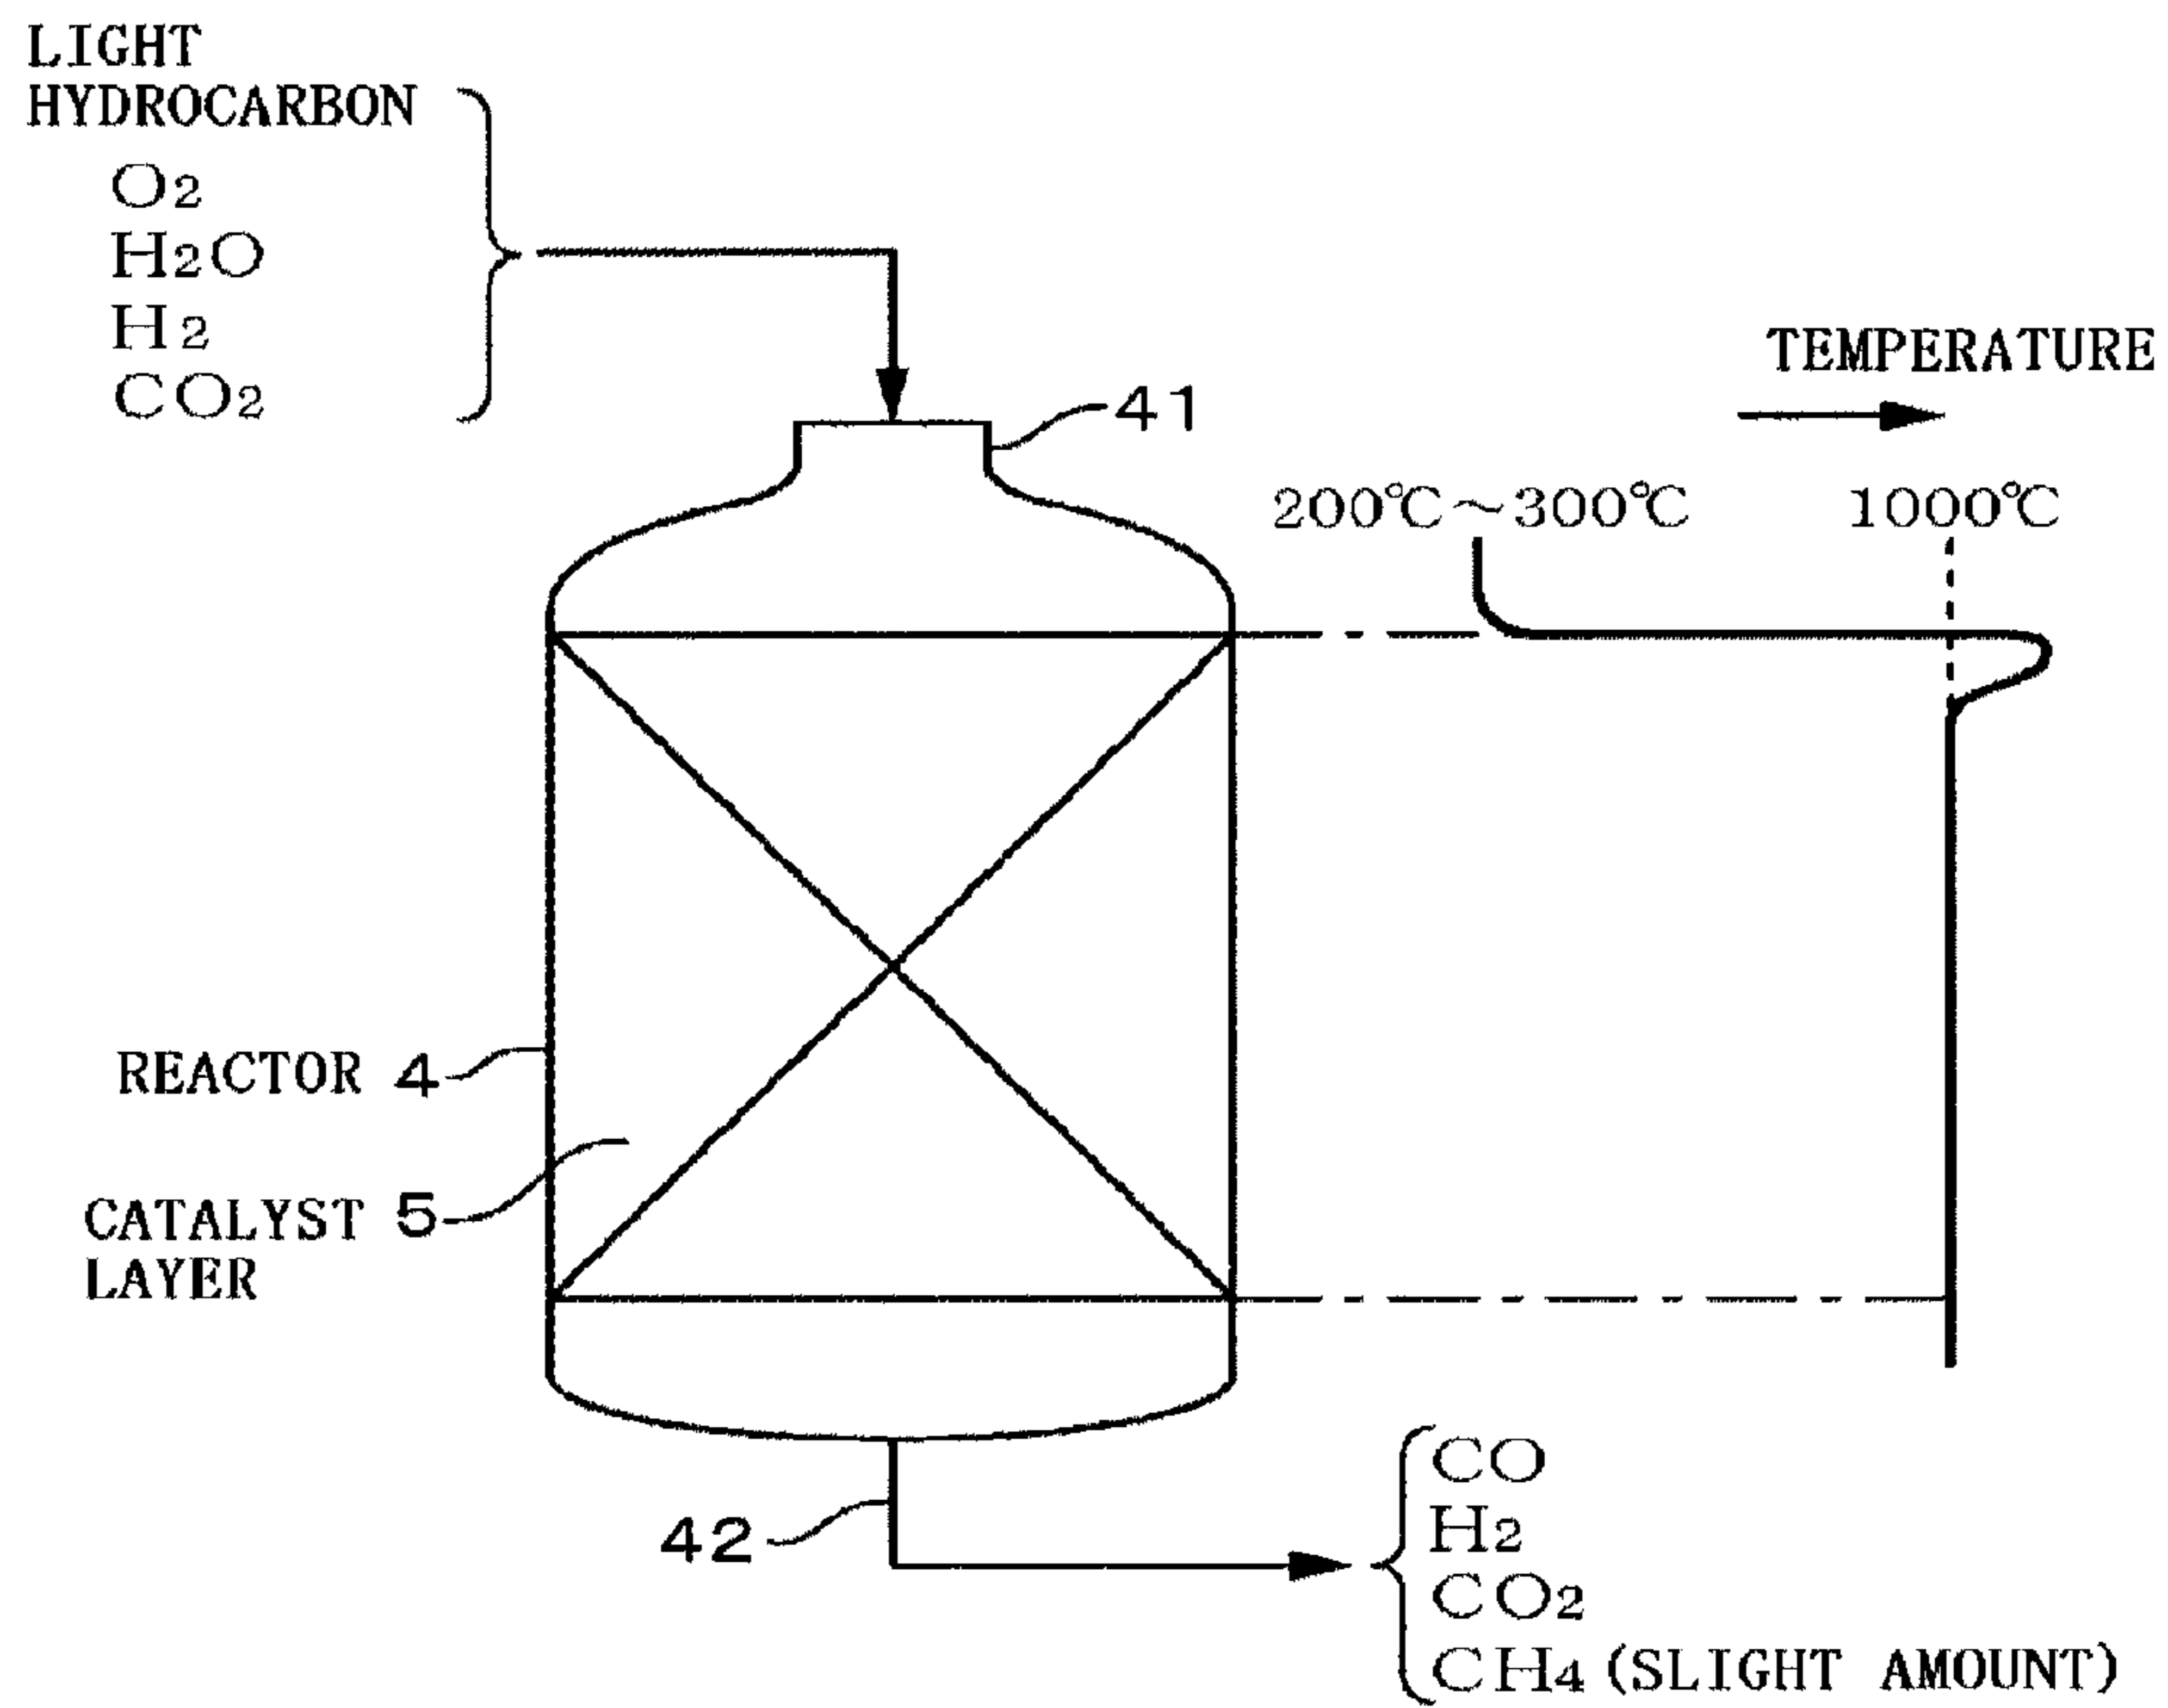 LIGHT
HYDROCARBON
O2
H2O
H2
CO2
41
TEMPERATURE
200℃~300℃
1000℃
REACTOR 4
CATALYST 5
LAYER
42
CO
H2
CO2
CH4 (SLIGHT AMOUNT)